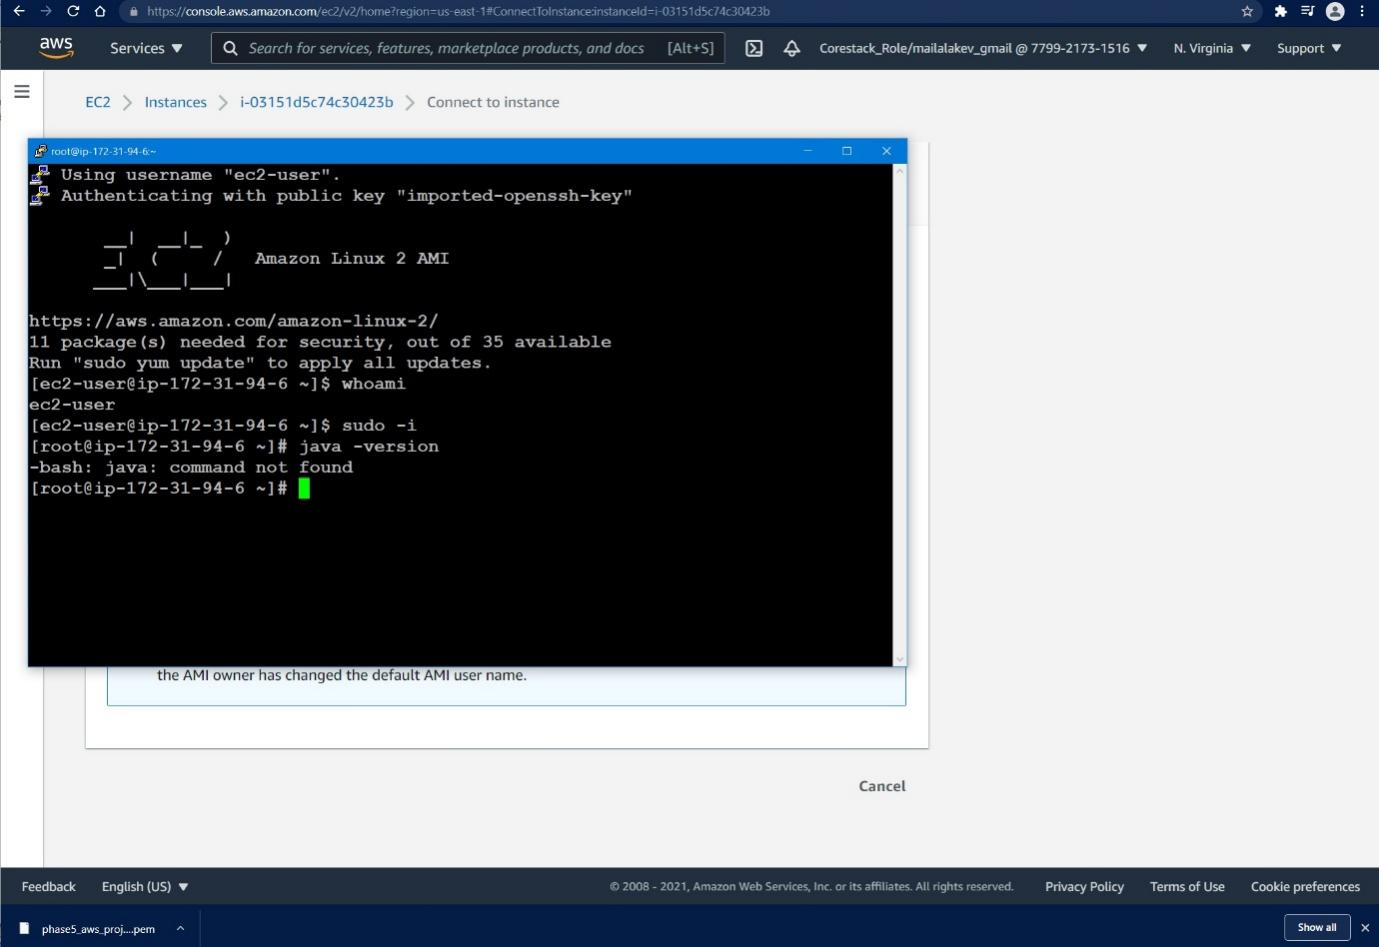 https://console.aws.amazon.com/ec2/v2/home?region=us-east-1#ConnectToInstance:instanceId=i-03151d5c74c30423b
aws
Services ▼
Search for services, features, marketplace products, and docs [Alt+S]
Corestack_Role/mailalakev_gmail @ 7799-2173-1516 ▼
N. Virginia ▼
Support ▼
EC2 > Instances > i-03151d5c74c30423b > Connect to instance
root@ip-172-31-94-6:~
Using username "ec2-user".
Authenticating with public key "imported-openssh-key"
__| __|_ )
_| ( / Amazon Linux 2 AMI
___|\___|___|
https://aws.amazon.com/amazon-linux-2/
11 package(s) needed for security, out of 35 available
Run "sudo yum update" to apply all updates.
[ec2-user@ip-172-31-94-6 ~]$ whoami
ec2-user
[ec2-user@ip-172-31-94-6 ~]$ sudo -i
[root@ip-172-31-94-6 ~]# java -version
-bash: java: command not found
[root@ip-172-31-94-6 ~]#
the AMI owner has changed the default AMI user name.
Cancel
Feedback English (US) ▼
© 2008 - 2021, Amazon Web Services, Inc. or its affiliates. All rights reserved.
Privacy Policy Terms of Use Cookie preferences
phase5_aws_proj....pem
Show all